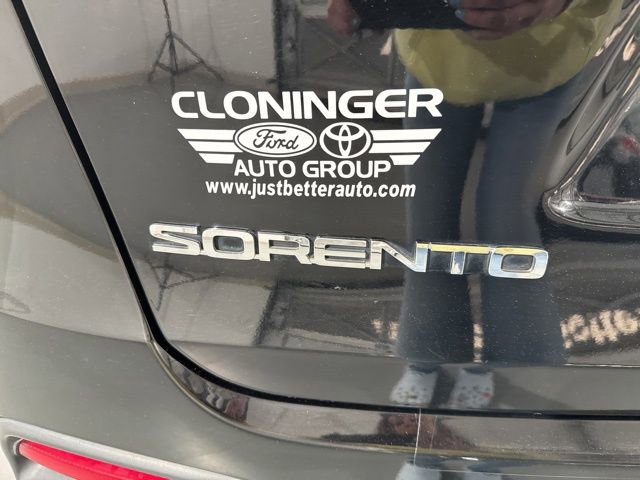 CLONINGER
Ford
AUTO GROUP
www.justbetterauto.com
SORENTO